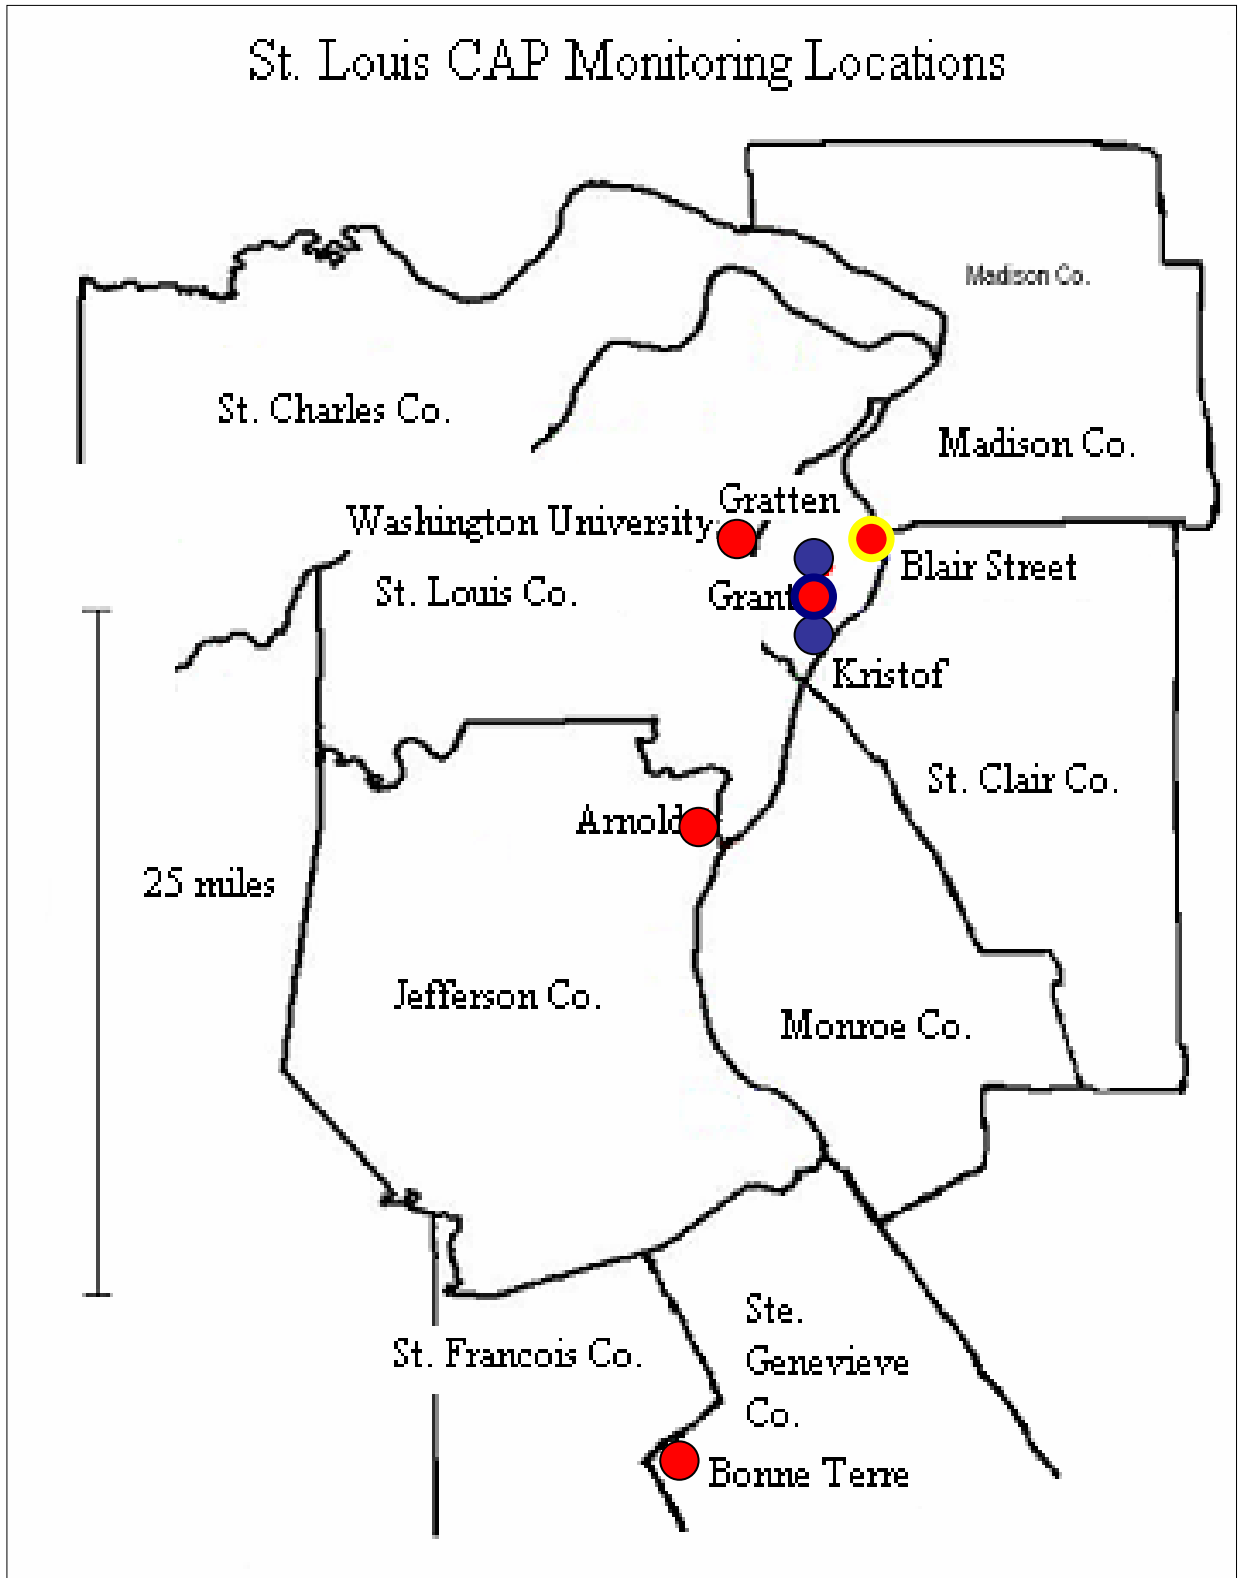 St. Louis CAP Monitoring Locations
Madison Co.
St. Charles Co.
Madison Co.
Gratten
Washington University
Blair Street
St. Louis Co.
Grant
Kristof
St. Clair Co.
Arnold
25 miles
Jefferson Co.
Monroe Co.
Ste.
Genevieve
Co.
St. Francois Co.
Bonne Terre